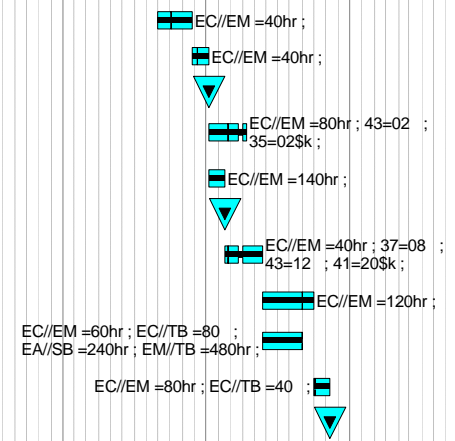 EC//EM =40hr ;
EC//EM =40hr ;
EC//EM =80hr ; 43=02 ;
35=02$k ;
EC//EM =140hr ;
EC//EM =40hr ; 37=08 ;
43=12 ; 41=20$k ;
EC//EM =120hr ;
EC//EM =60hr ; EC//TB =80 ;
EA//SB =240hr ; EM//TB =480hr ;
EC//EM =80hr ; EC//TB =40 ;